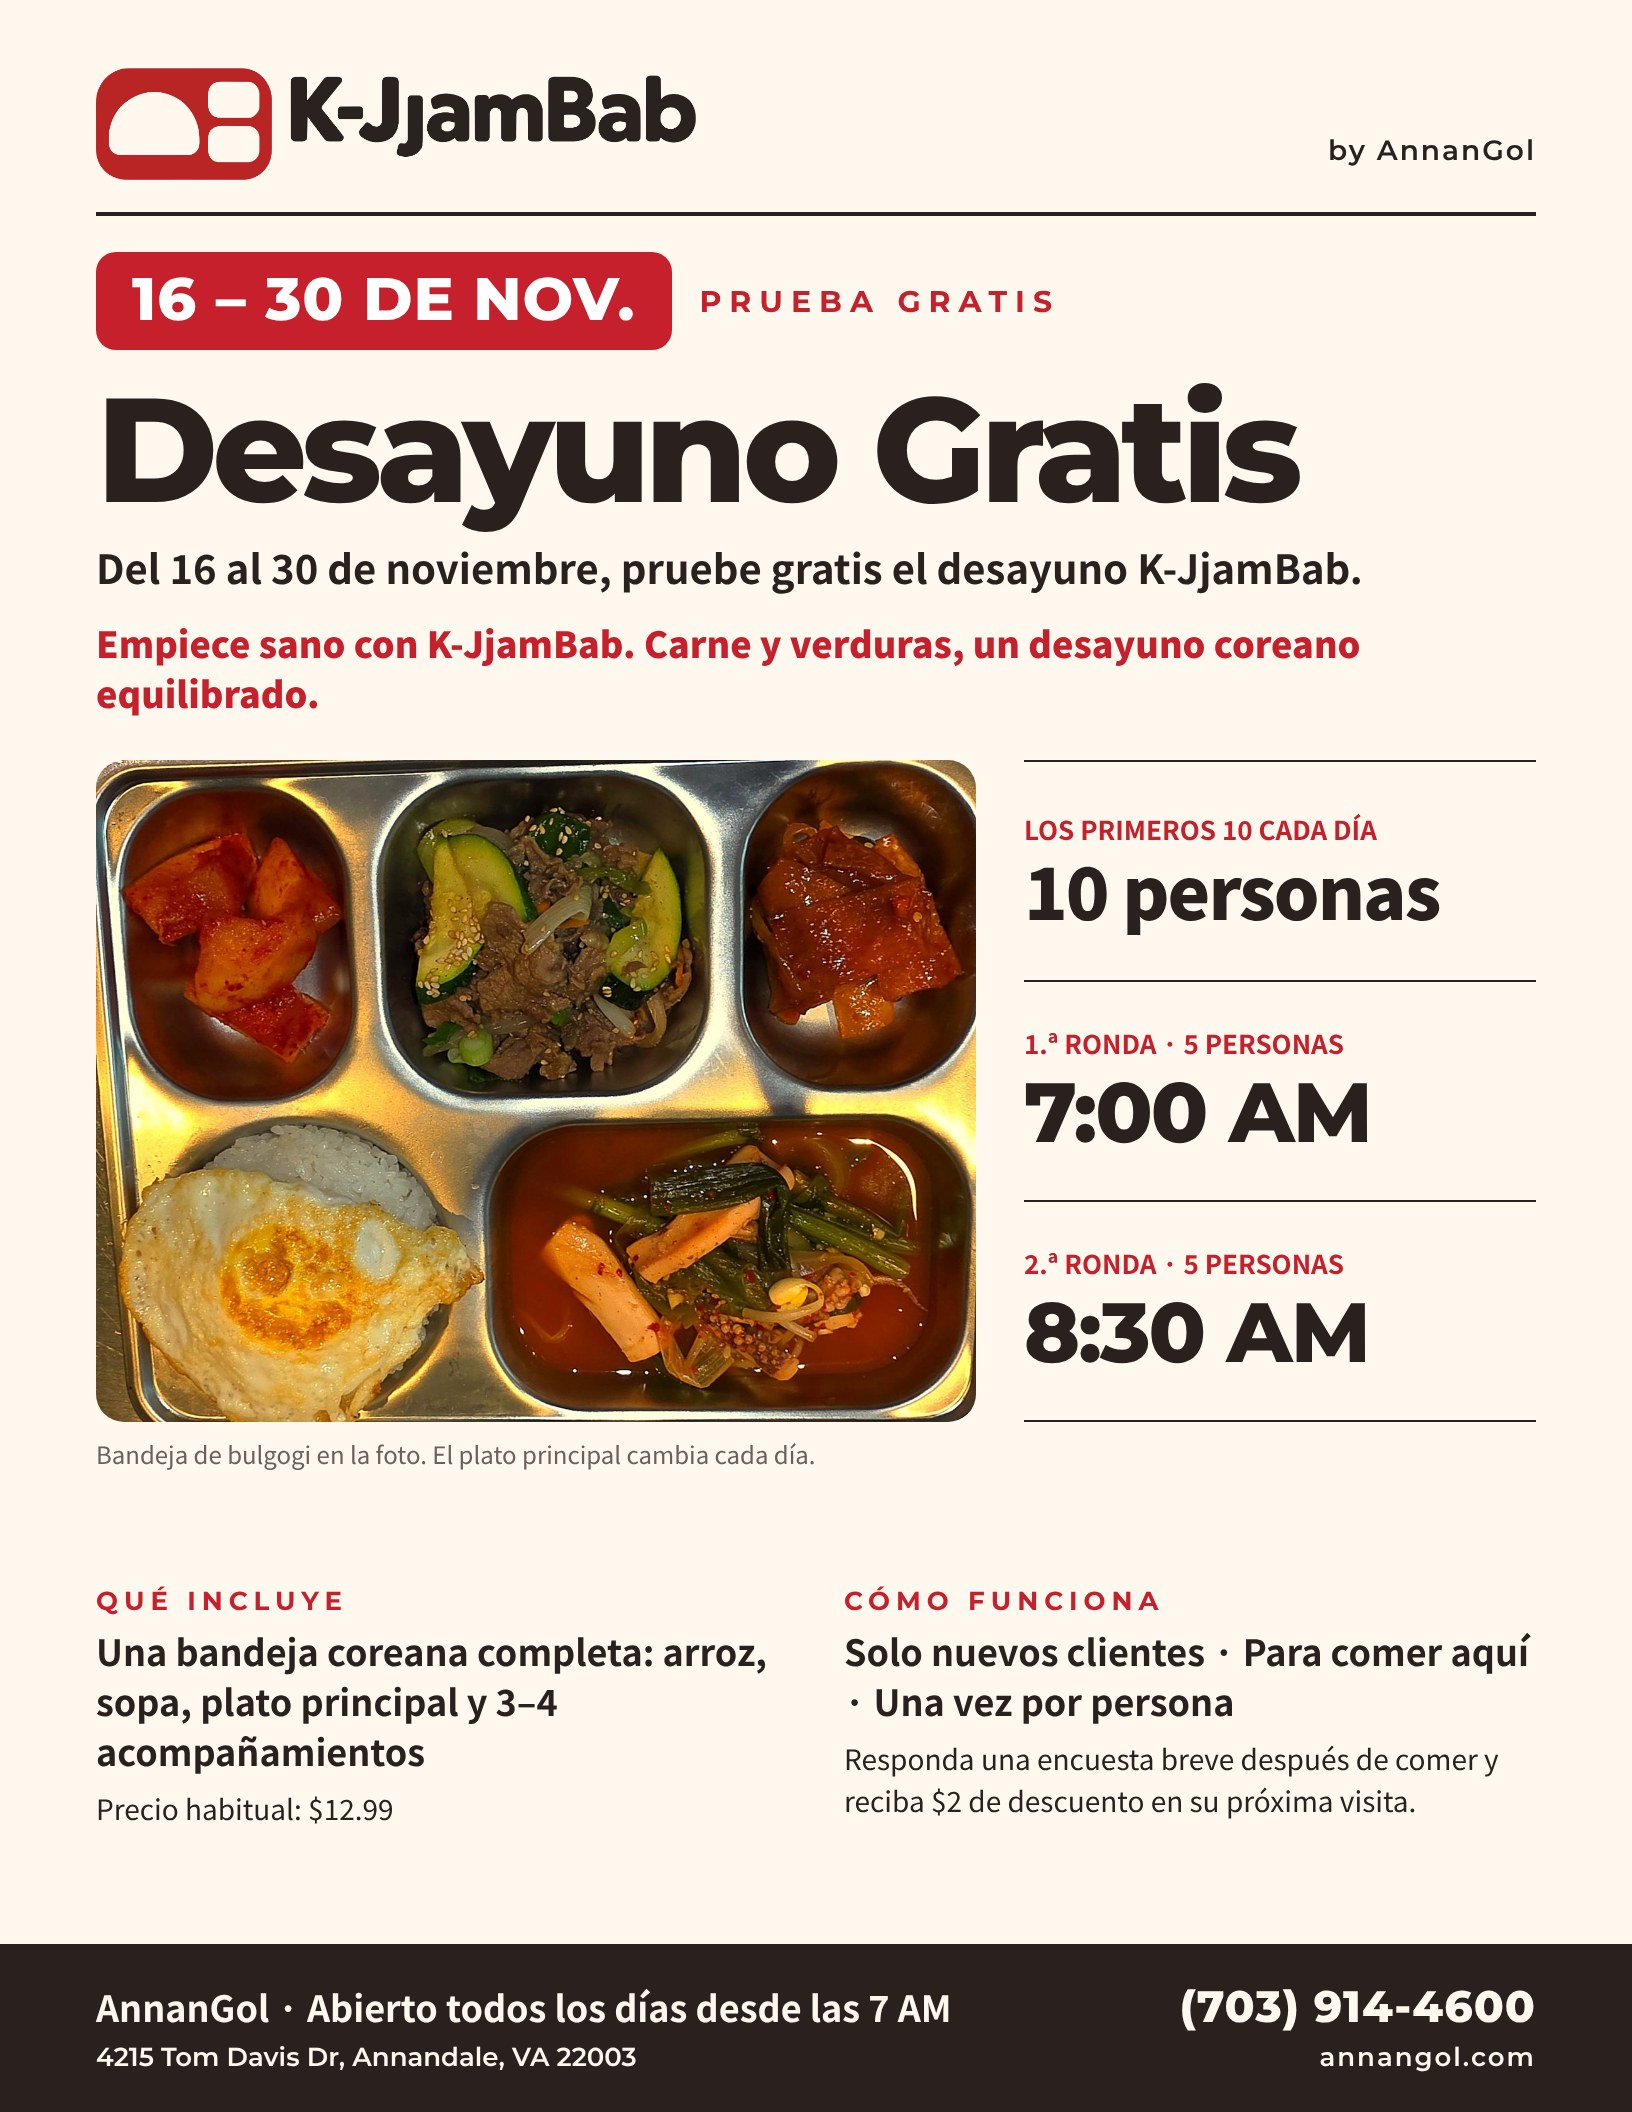 K-JjamBab
by AnnanGol
16 – 30 DE NOV.
PRUEBA GRATIS
Desayuno Gratis
Del 16 al 30 de noviembre, pruebe gratis el desayuno K-JjamBab.
Empiece sano con K-JjamBab. Carne y verduras, un desayuno coreano
equilibrado.
LOS PRIMEROS 10 CADA DÍA
10 personas
1.ª RONDA · 5 PERSONAS
7:00 AM
2.ª RONDA · 5 PERSONAS
8:30 AM
Bandeja de bulgogi en la foto. El plato principal cambia cada día.
QUÉ INCLUYE
Una bandeja coreana completa: arroz,
sopa, plato principal y 3–4
acompañamientos
Precio habitual: $12.99
CÓMO FUNCIONA
Solo nuevos clientes · Para comer aquí
· Una vez por persona
Responda una encuesta breve después de comer y
reciba $2 de descuento en su próxima visita.
AnnanGol · Abierto todos los días desde las 7 AM
4215 Tom Davis Dr, Annandale, VA 22003
(703) 914-4600
annangol.com